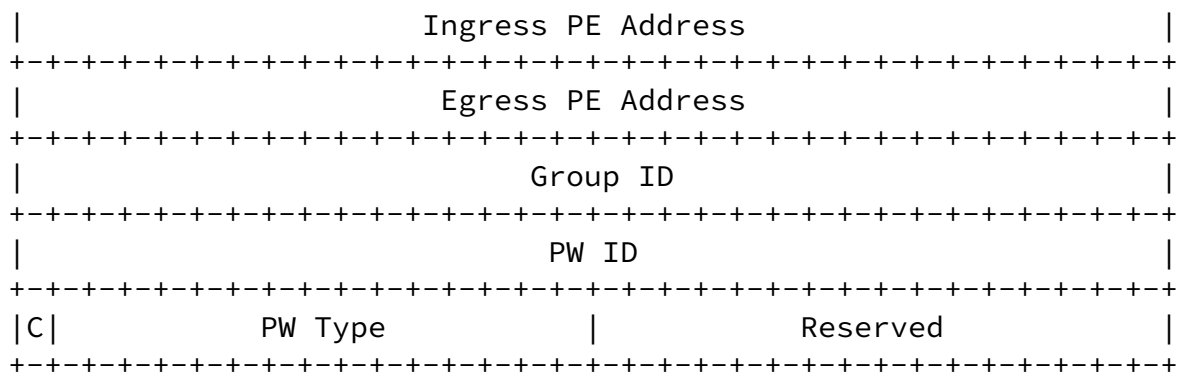 |                       Ingress PE Address                      |
+-+-+-+-+-+-+-+-+-+-+-+-+-+-+-+-+-+-+-+-+-+-+-+-+-+-+-+-+-+-+-+-+
|                        Egress PE Address                      |
+-+-+-+-+-+-+-+-+-+-+-+-+-+-+-+-+-+-+-+-+-+-+-+-+-+-+-+-+-+-+-+-+
|                             Group ID                          |
+-+-+-+-+-+-+-+-+-+-+-+-+-+-+-+-+-+-+-+-+-+-+-+-+-+-+-+-+-+-+-+-+
|                              PW ID                            |
+-+-+-+-+-+-+-+-+-+-+-+-+-+-+-+-+-+-+-+-+-+-+-+-+-+-+-+-+-+-+-+-+
|C|            PW Type            |            Reserved           |
+-+-+-+-+-+-+-+-+-+-+-+-+-+-+-+-+-+-+-+-+-+-+-+-+-+-+-+-+-+-+-+-+